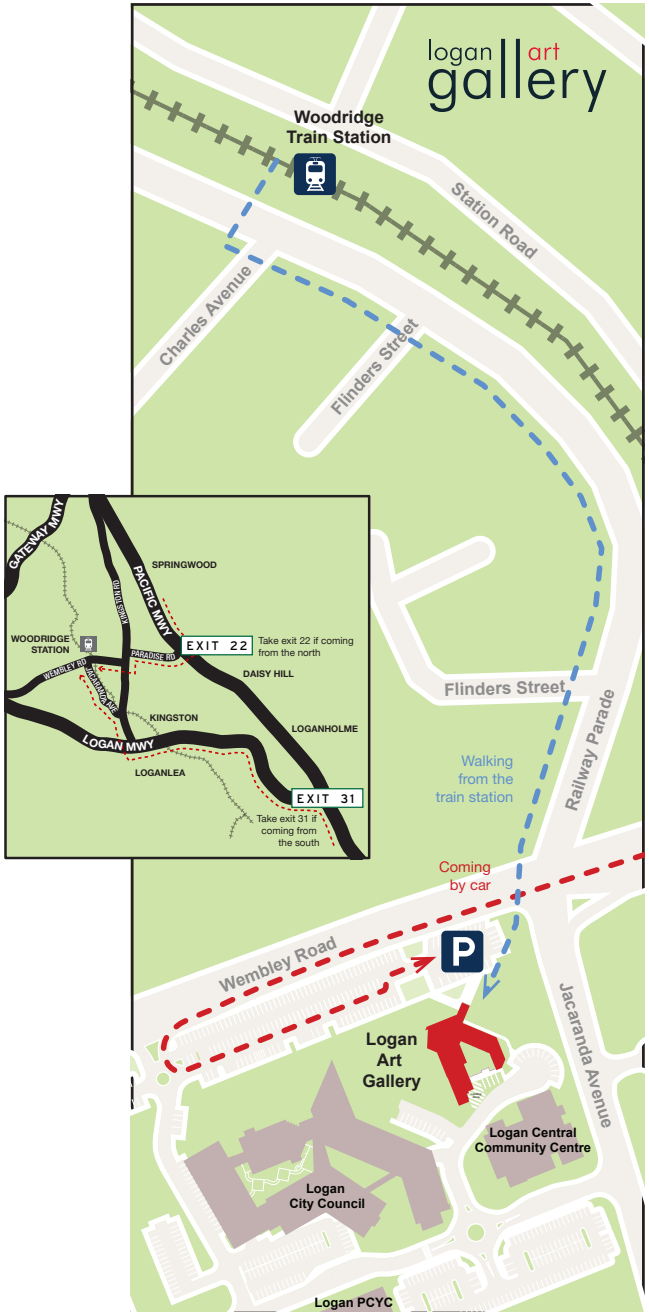 logan art
gallery
Woodridge
Train Station
Station Road
Charles Avenue
Flinders Street
GATEWAY MWY
PACIFIC MWY
SPRINGWOOD
KINGSTON RD
WOODRIDGE
STATION
EXIT 22
Take exit 22 if coming
from the north
PARADISE RD
WEMBLEY RD
JACARANDA AVE
DAISY HILL
KINGSTON
LOGANHOLME
LOGAN MWY
LOGANLEA
EXIT 31
Take exit 31 if
coming from
the south
Flinders Street
Railway Parade
Walking
from the
train station
Coming
by car
Wembley Road
P
Jacaranda Avenue
Logan
Art
Gallery
Logan Central
Community Centre
Logan
City Council
Logan PCYC